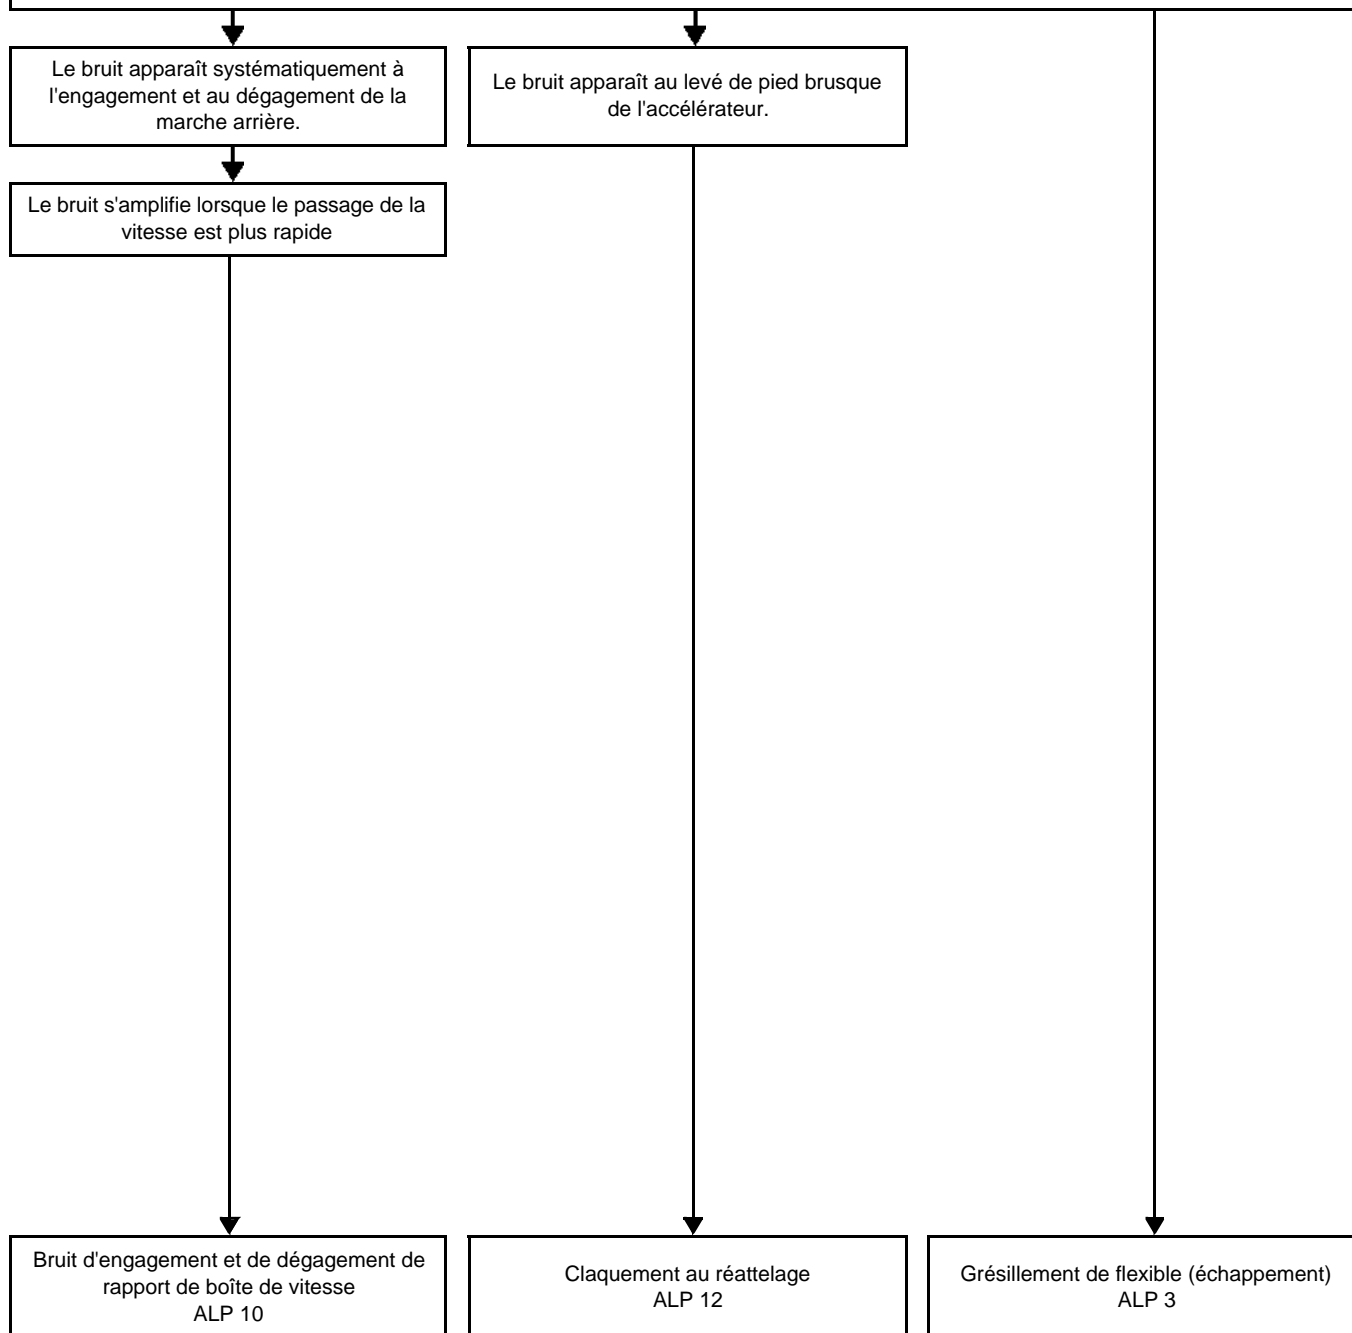 Le bruit apparaît systématiquement à
l'engagement et au dégagement de la
marche arrière.
Le bruit apparaît au levé de pied brusque
de l'accélérateur.
Le bruit s'amplifie lorsque le passage de la
vitesse est plus rapide
Bruit d'engagement et de dégagement de
rapport de boîte de vitesse
ALP 10
Claquement au réattelage
ALP 12
Grésillement de flexible (échappement)
ALP 3